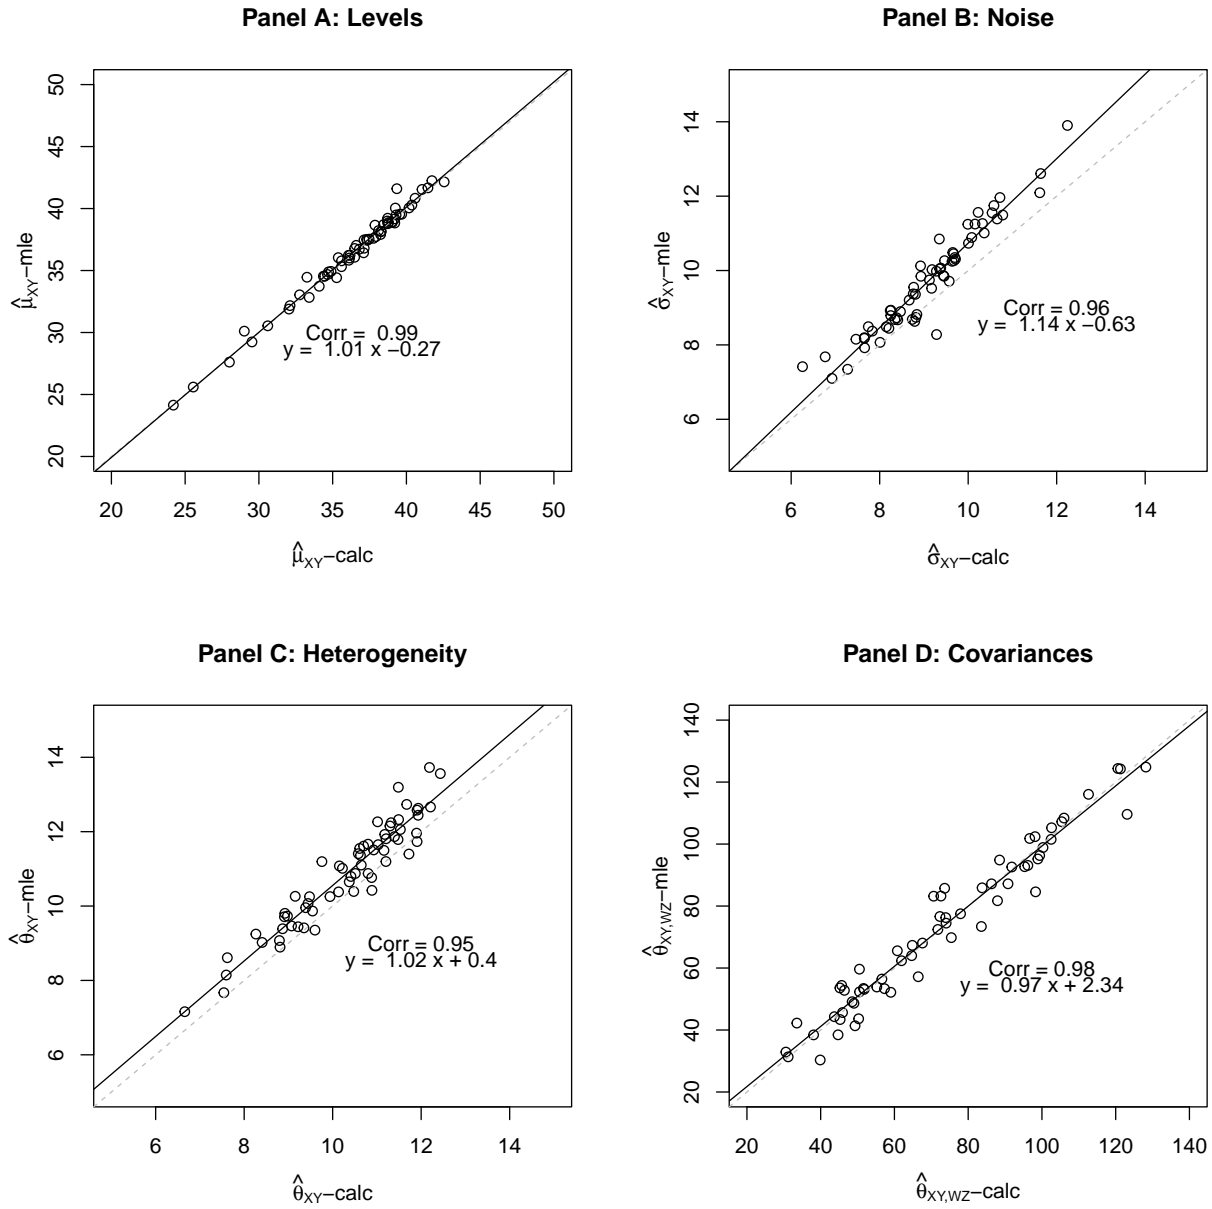 Panel A: Levels
50
45
40
35
30
25
20
μ̂XY−mle
Corr = 0.99
y = 1.01 x −0.27
20 25 30 35 40 45 50
μ̂XY−calc
Panel B: Noise
14
12
10
8
6
σ̂XY−mle
Corr = 0.96
y = 1.14 x −0.63
6 8 10 12 14
σ̂XY−calc
Panel C: Heterogeneity
14
12
10
8
6
θ̂XY−mle
Corr = 0.95
y = 1.02 x + 0.4
6 8 10 12 14
θ̂XY−calc
Panel D: Covariances
140
120
100
80
60
40
20
θ̂XY,WZ−mle
Corr = 0.98
y = 0.97 x + 2.34
20 40 60 80 100 120 140
θ̂XY,WZ−calc